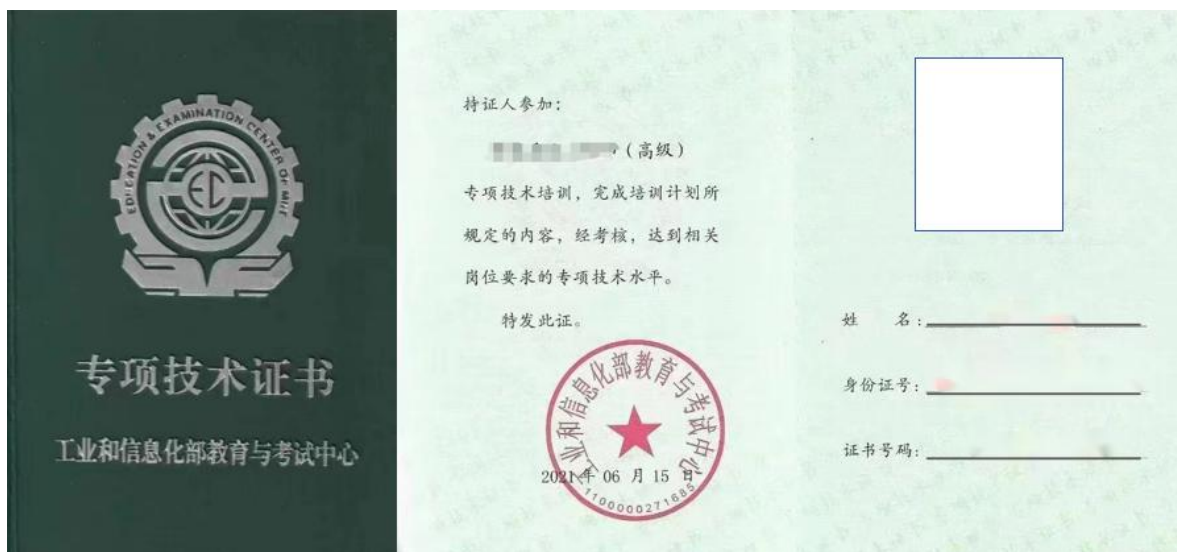 EDUCATION & EXAMINATION CENTER OF MIIT
EC
专项技术证书
工业和信息化部教育与考试中心
持证人参加：
（高级）
专项技术培训，完成培训计划所
规定的内容，经考核，达到相关
岗位要求的专项技术水平。
特发此证。
工业和信息化部教育与考试中心
2021年 06 月 15 日
1100000271685
姓 名：
身份证号：
证书号码：